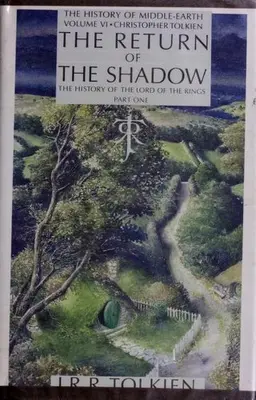 THE HISTORY OF MIDDLE-EARTH
VOLUME VI • CHRISTOPHER TOLKIEN
THE RETURN
OF
THE SHADOW
THE HISTORY OF THE LORD OF THE RINGS
PART ONE
J.R.R. TOLKIEN